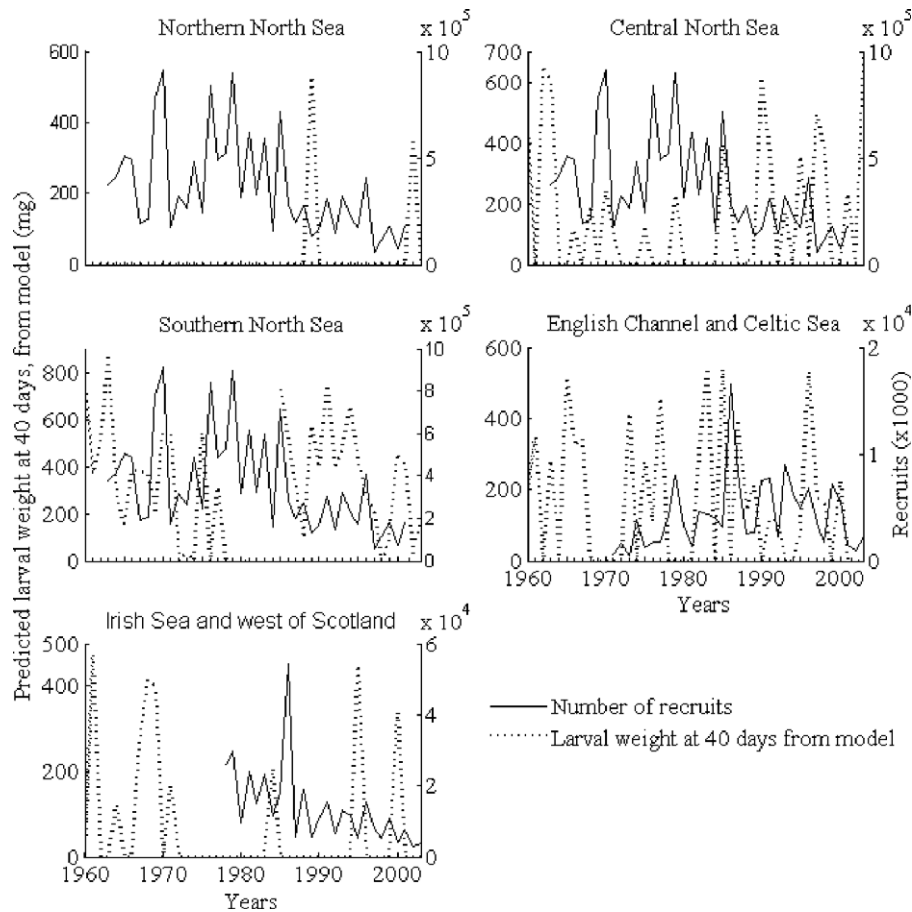 Northern North Sea
x 10^5
600
400
200
0
10
5
0
Central North Sea
x 10^5
700
600
500
400
300
200
100
0
10
5
0
Southern North Sea
x 10^5
800
600
400
200
0
10
8
6
4
2
0
English Channel and Celtic Sea
x 10^4
600
400
200
0
2
1
0
1960 1970 1980 1990 2000
Years
Irish Sea and west of Scotland
x 10^4
500
400
200
0
6
4
2
0
1960 1970 1980 1990 2000
Years
Predicted larval weight at 40 days, from model (mg)
Recruits (x1000)
Number of recruits
Larval weight at 40 days from model